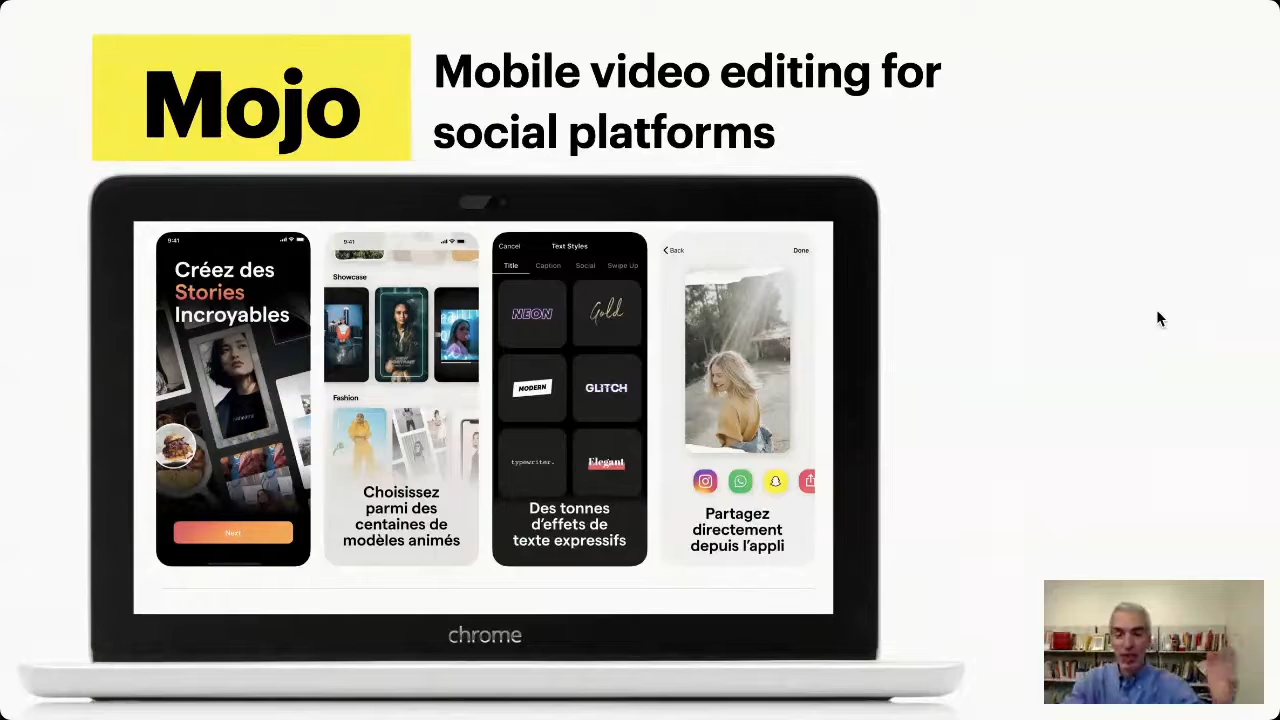 Mojo
Mobile video editing for
social platforms
9:41
Créez des
Stories
Incroyables
Next
9:41
Showcase
Fashion
Choisissez
parmi des
centaines de
modèles animés
Cancel
Text Styles
Title
Caption
Social
Swipe Up
NEON
Gold
MODERN
GLITCH
typewriter.
Elegant
Des tonnes
d'effets de
texte expressifs
Back
Done
Partagez
directement
depuis l'appli
chrome